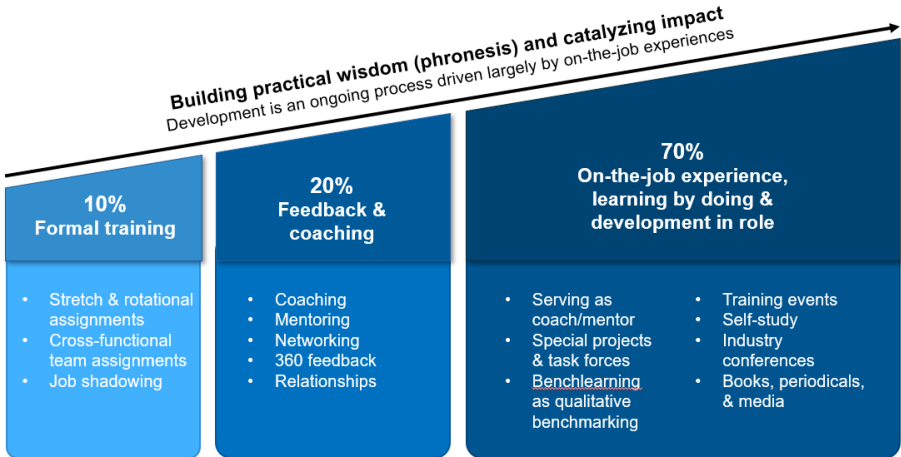 Building practical wisdom (phronesis) and catalyzing impact
Development is an ongoing process driven largely by on-the-job experiences
10%
Formal training
• Stretch & rotational
assignments
• Cross-functional
team assignments
• Job shadowing
20%
Feedback &
coaching
• Coaching
• Mentoring
• Networking
• 360 feedback
• Relationships
70%
On-the-job experience,
learning by doing &
development in role
• Serving as
coach/mentor
• Special projects
& task forces
• Benchlearning
as qualitative
benchmarking
• Training events
• Self-study
• Industry
conferences
• Books, periodicals,
& media